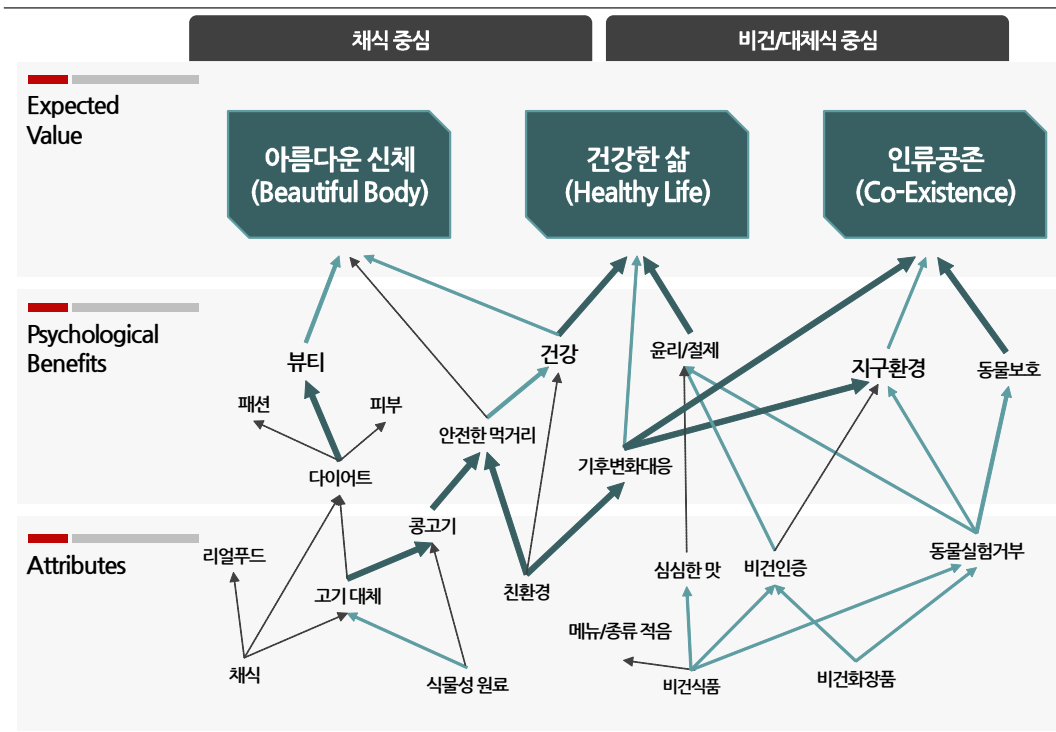 채식 중심
비건/대체식 중심
Expected
Value
아름다운 신체
(Beautiful Body)
건강한 삶
(Healthy Life)
인류공존
(Co-Existence)
Psychological
Benefits
뷰티
건강
윤리/절제
지구환경
동물보호
패션
피부
안전한 먹거리
기후변화대응
다이어트
Attributes
콩고기
리얼푸드
고기 대체
친환경
심심한 맛
비건인증
동물실험거부
메뉴/종류 적음
채식
식물성 원료
비건식품
비건화장품